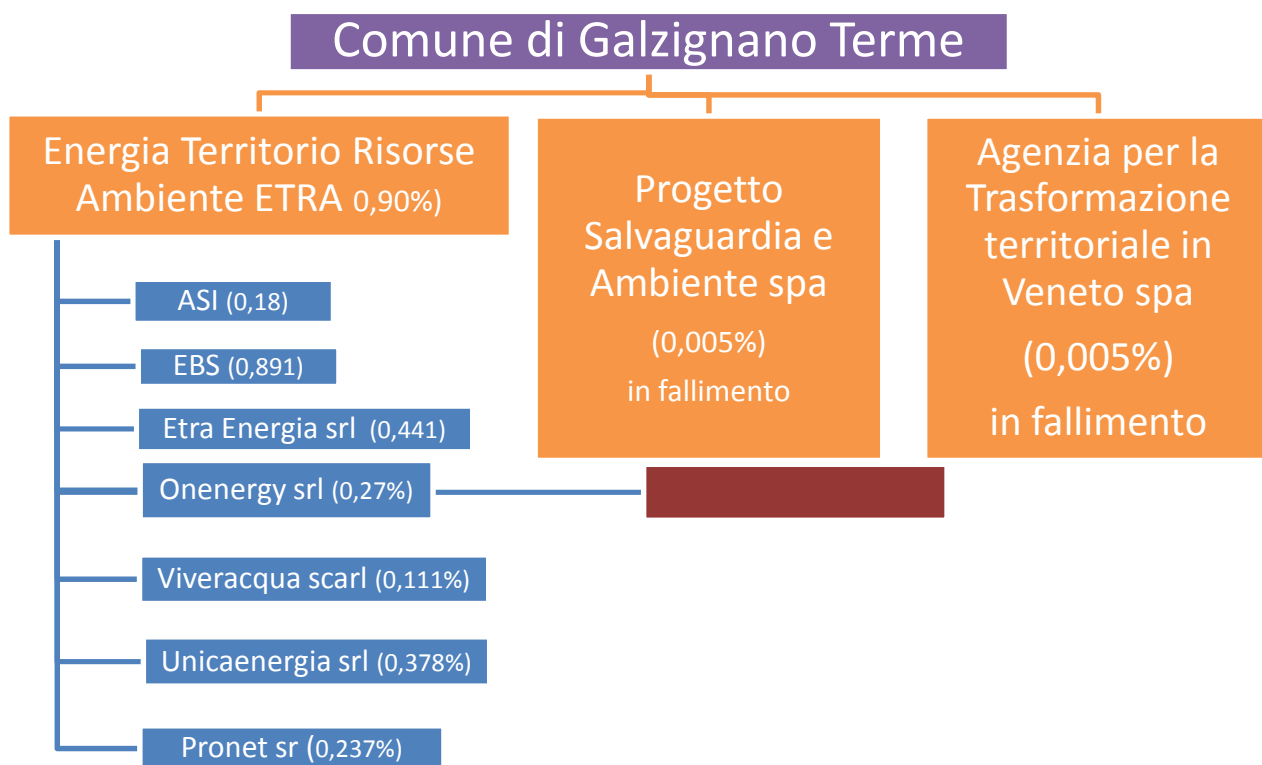 Comune di Galzignano Terme
Energia Territorio Risorse
Ambiente ETRA 0,90%)
ASI (0,18)
EBS (0,891)
Etra Energia srl (0,441)
Onenergy srl (0,27%)
Viveracqua scarl (0,111%)
Unicaenergia srl (0,378%)
Pronet sr (0,237%)
Progetto
Salvaguardia e
Ambiente spa
(0,005%)
in fallimento
Agenzia per la
Trasformazione
territoriale in
Veneto spa
(0,005%)
in fallimento